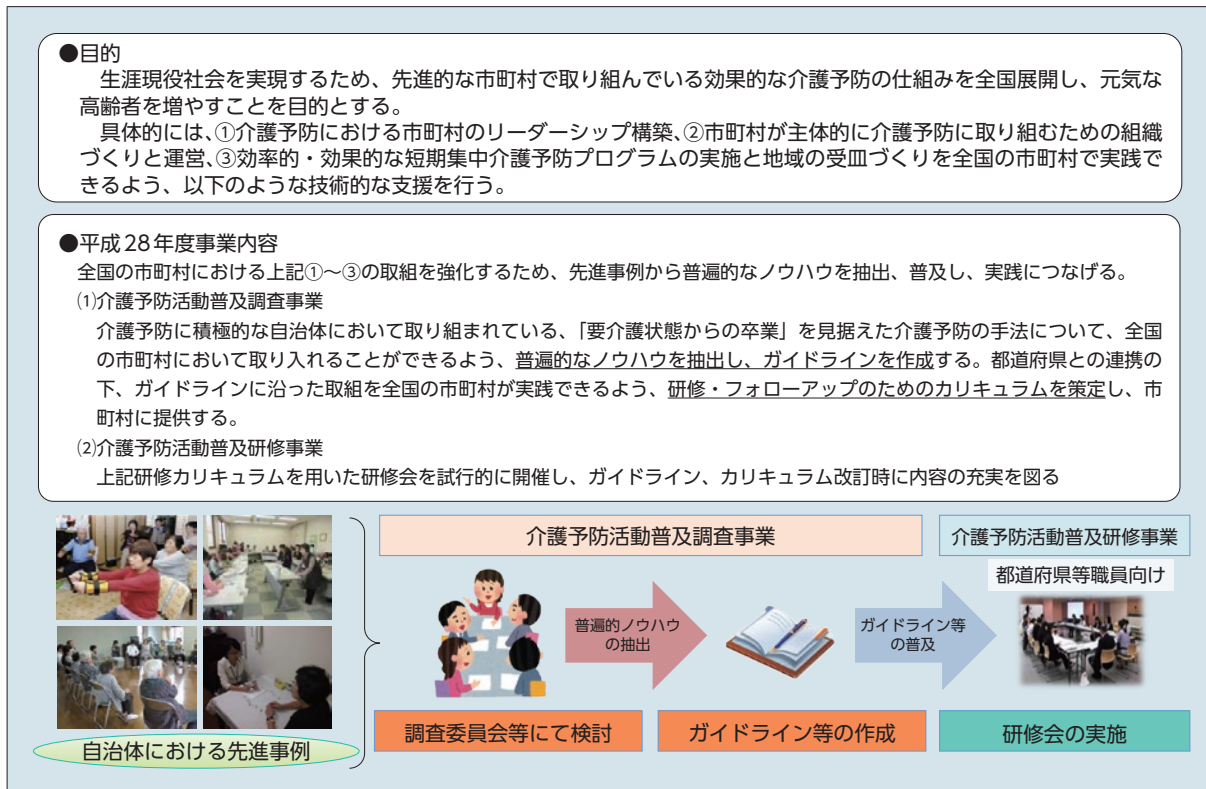 ●目的
生涯現役社会を実現するため、先進的な市町村で取り組んでいる効果的な介護予防の仕組みを全国展開し、元気な
高齢者を増やすことを目的とする。
具体的には、①介護予防における市町村のリーダーシップ構築、②市町村が主体的に介護予防に取り組むための組織
づくりと運営、③効率的・効果的な短期集中介護予防プログラムの実施と地域の受皿づくりを全国の市町村で実践で
きるよう、以下のような技術的な支援を行う。
●平成28年度事業内容
全国の市町村における上記①～③の取組を強化するため、先進事例から普遍的なノウハウを抽出、普及し、実践につなげる。
⑴介護予防活動普及調査事業
介護予防に積極的な自治体において取り組まれている、「要介護状態からの卒業」を見据えた介護予防の手法について、全国
の市町村において取り入れることができるよう、普遍的なノウハウを抽出し、ガイドラインを作成する。都道府県との連携の
下、ガイドラインに沿った取組を全国の市町村が実践できるよう、研修・フォローアップのためのカリキュラムを策定し、市
町村に提供する。
⑵介護予防活動普及研修事業
上記研修カリキュラムを用いた研修会を試行的に開催し、ガイドライン、カリキュラム改訂時に内容の充実を図る
自治体における先進事例
介護予防活動普及調査事業
普遍的ノウハウ
の抽出
調査委員会等にて検討
ガイドライン等の作成
ガイドライン等
の普及
介護予防活動普及研修事業
都道府県等職員向け
研修会の実施